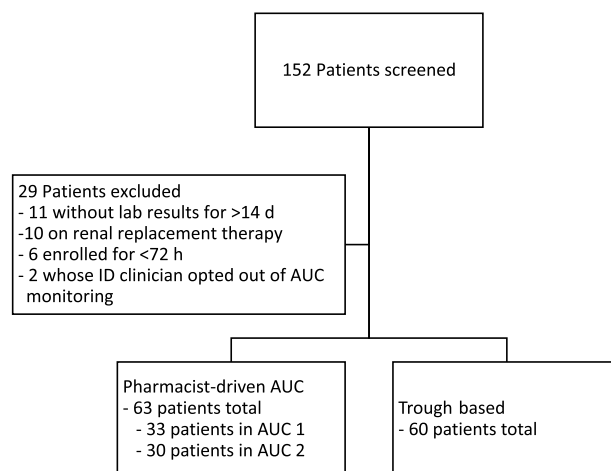 152 Patients screened
29 Patients excluded
- 11 without lab results for >14 d
-10 on renal replacement therapy
- 6 enrolled for <72 h
- 2 whose ID clinician opted out of AUC
monitoring
Pharmacist-driven AUC
- 63 patients total
- 33 patients in AUC 1
- 30 patients in AUC 2
Trough based
- 60 patients total